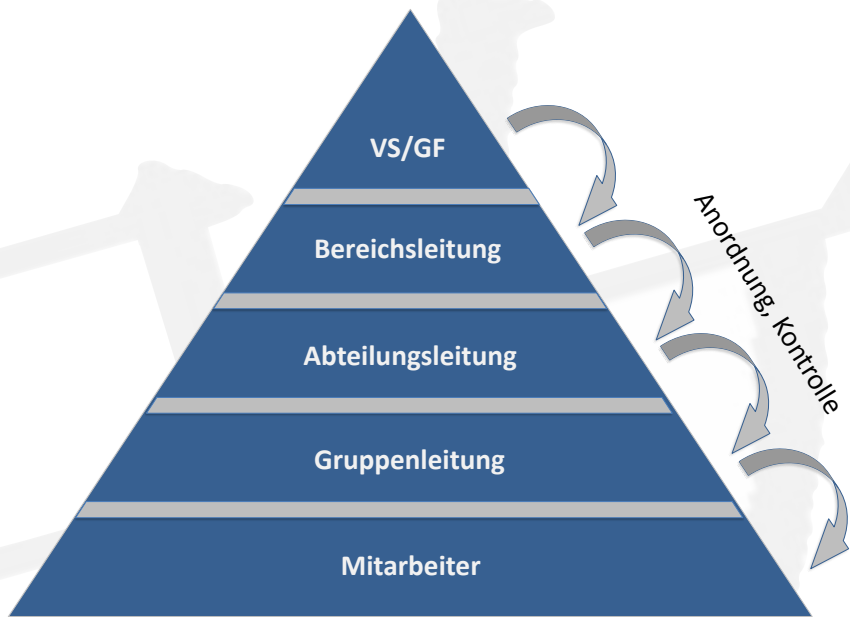 VS/GF
Bereichsleitung
Abteilungsleitung
Gruppenleitung
Mitarbeiter
Anordnung, Kontrolle